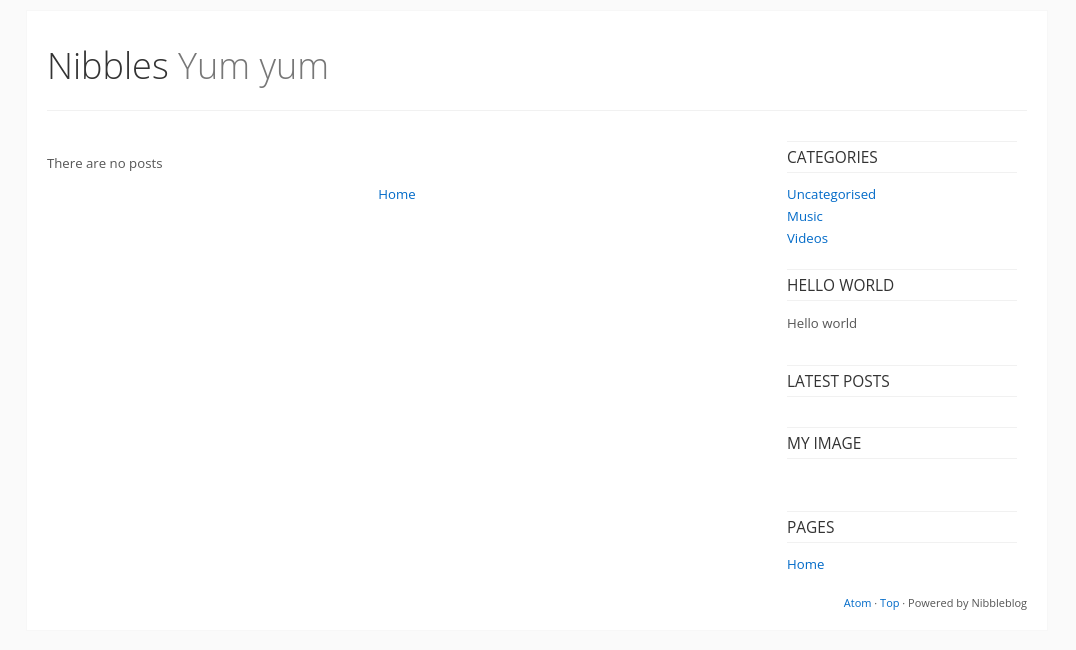 Nibbles Yum yum
There are no posts
Home
CATEGORIES
Uncategorised
Music
Videos
HELLO WORLD
Hello world
LATEST POSTS
MY IMAGE
PAGES
Home
Atom · Top · Powered by Nibbleblog